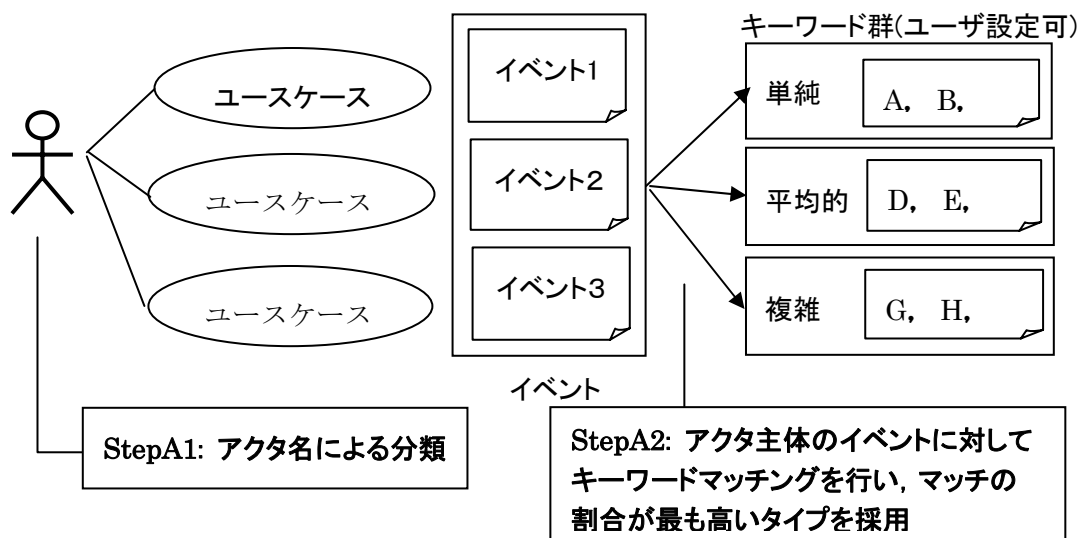 キーワード群(ユーザ設定可)
ユースケース
ユースケース
ユースケース
イベント1
イベント2
イベント3
イベント
単純
A, B,
平均的
D, E,
複雑
G, H,
StepA1: アクタ名による分類
StepA2: アクタ主体のイベントに対して
キーワードマッチングを行い, マッチの
割合が最も高いタイプを採用